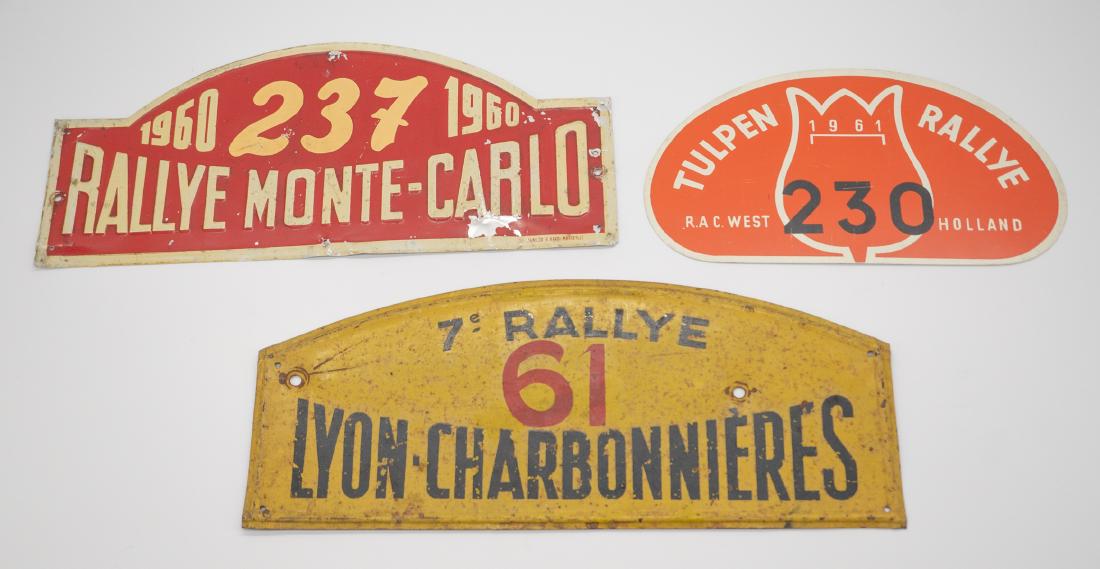 1960 237 1960
RALLYE MONTE-CARLO
TULPEN RALLYE
1961
230
R.A.C. WEST HOLLAND
7e RALLYE
61
LYON-CHARBONNIÈRES